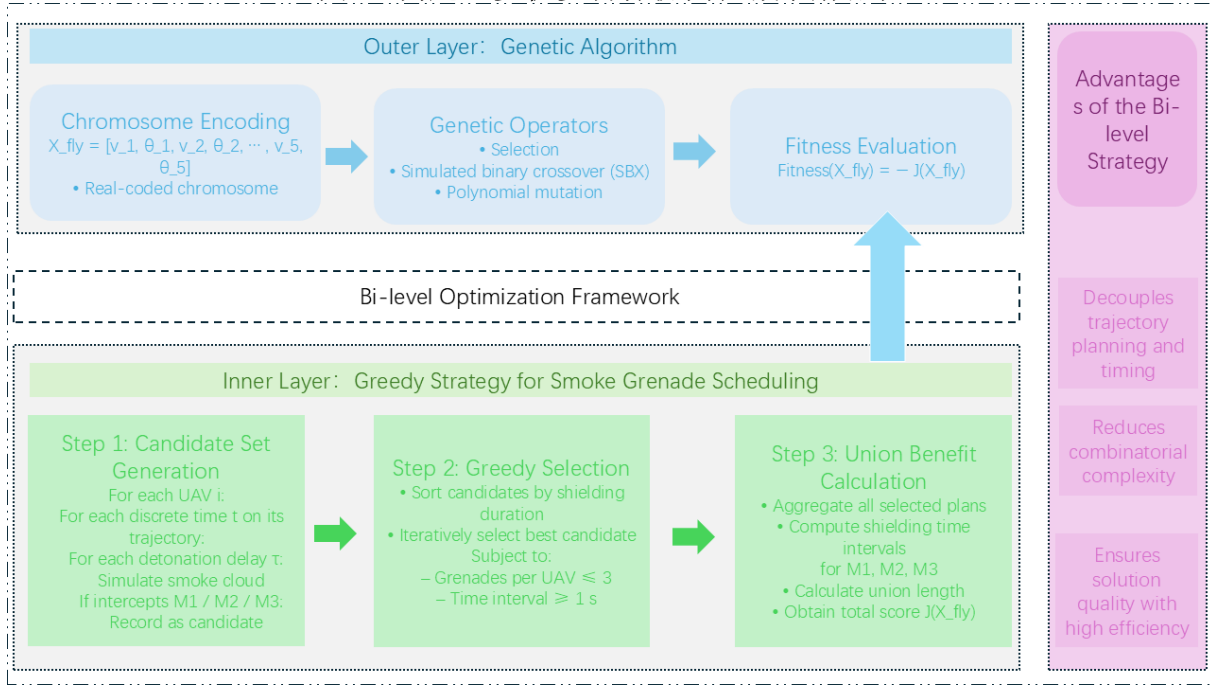 Outer Layer: Genetic Algorithm
Chromosome Encoding
X_fly = [v_1, θ_1, v_2, θ_2, ⋯ , v_5,
θ_5]
• Real-coded chromosome
Genetic Operators
• Selection
• Simulated binary crossover (SBX)
• Polynomial mutation
Fitness Evaluation
Fitness(X_fly) = − J(X_fly)
Bi-level Optimization Framework
Inner Layer: Greedy Strategy for Smoke Grenade Scheduling
Step 1: Candidate Set
Generation
For each UAV i:
For each discrete time t on its
trajectory:
For each detonation delay τ:
Simulate smoke cloud
If intercepts M1 / M2 / M3:
Record as candidate
Step 2: Greedy Selection
• Sort candidates by shielding
duration
• Iteratively select best candidate
Subject to:
– Grenades per UAV ≤ 3
– Time interval ≥ 1 s
Step 3: Union Benefit
Calculation
• Aggregate all selected plans
• Compute shielding time
intervals
for M1, M2, M3
• Calculate union length
• Obtain total score J(X_fly)
Advantage
s of the Bi-
level
Strategy
Decouples
trajectory
planning and
timing
Reduces
combinatorial
complexity
Ensures
solution
quality with
high efficiency